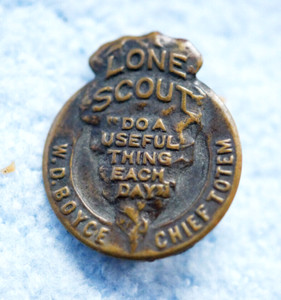 LONE
SCOUT
"DO A
USEFUL
THING
EACH
DAY"
W.D. BOYCE
CHIEF TOTEM